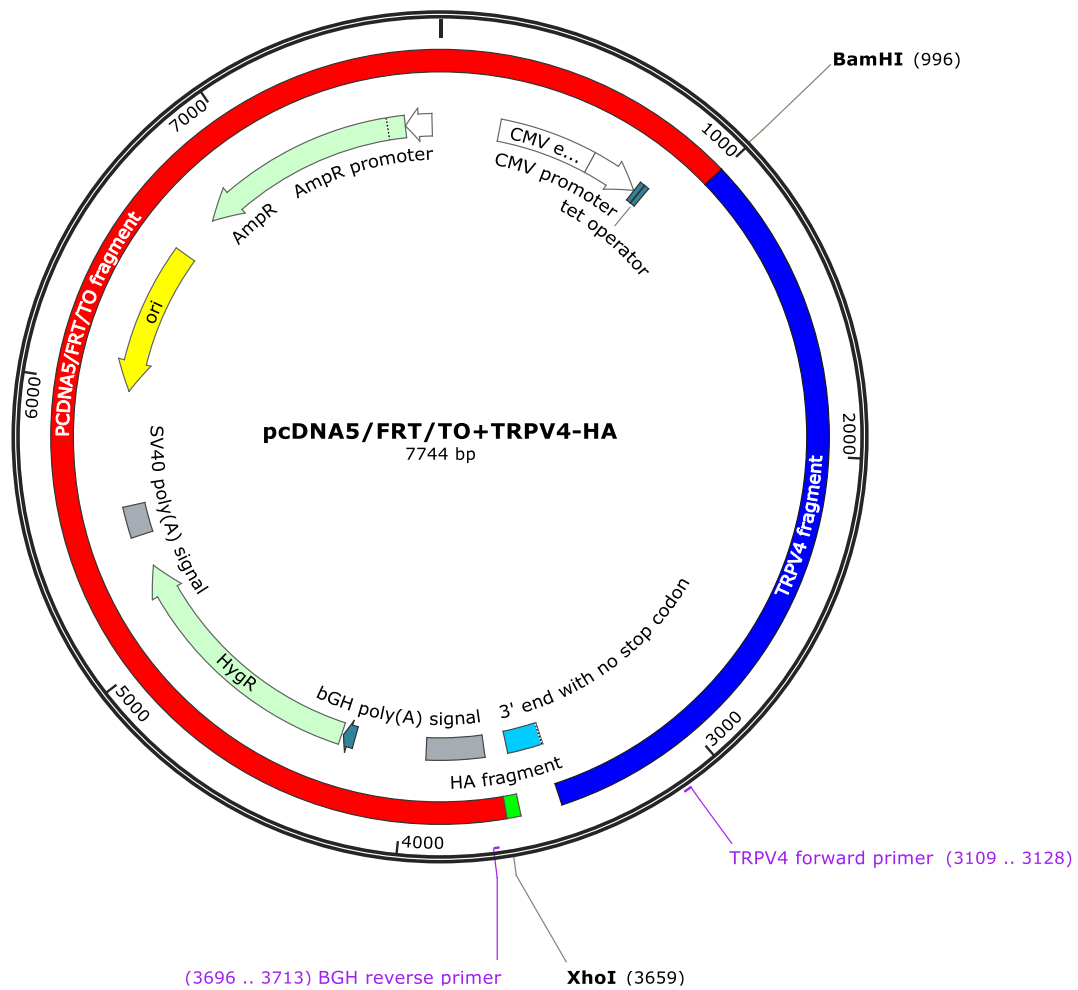 BamHI (996)
1000
7000
CMV e...
AmpR promoter
CMV promoter
tet operator
AmpR
PCDNA5/FRT/TO fragment
ori
6000
2000
pcDNA5/FRT/TO+TRPV4-HA
7744 bp
SV40 poly(A) signal
TRPV4 fragment
HygR
bGH poly(A) signal
3' end with no stop codon
5000
3000
HA fragment
4000
TRPV4 forward primer (3109 .. 3128)
(3696 .. 3713) BGH reverse primer
XhoI (3659)